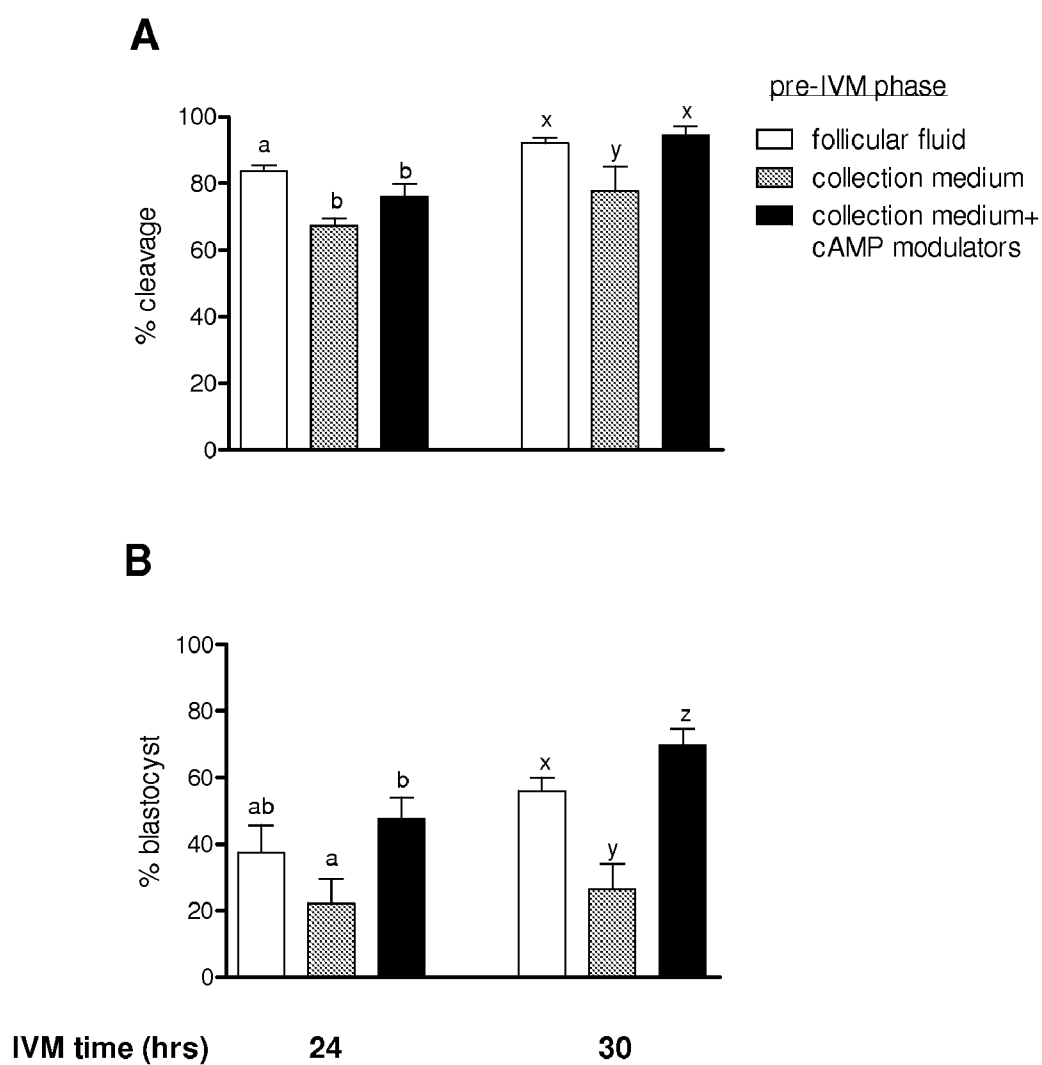 A
pre-IVM phase
follicular fluid
collection medium
collection medium+
cAMP modulators
% cleavage
100
80
60
40
20
0
a
b
b
x
y
x
B
% blastocyst
100
80
60
40
20
0
ab
a
b
x
y
z
IVM time (hrs) 24 30